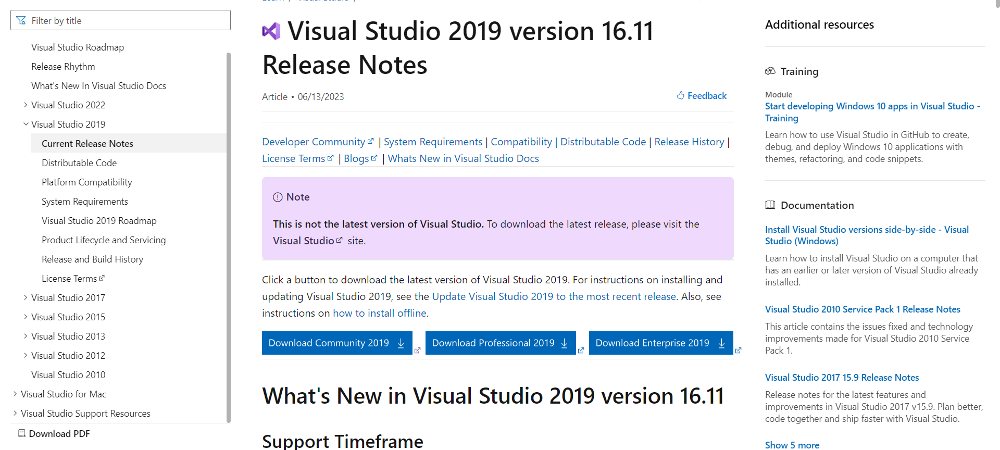 Learn / Visual Studio /
Filter by title
Visual Studio Roadmap
Release Rhythm
What's New In Visual Studio Docs
Visual Studio 2022
Visual Studio 2019
Current Release Notes
Distributable Code
Platform Compatibility
System Requirements
Visual Studio 2019 Roadmap
Product Lifecycle and Servicing
Release and Build History
License Terms
Visual Studio 2017
Visual Studio 2015
Visual Studio 2013
Visual Studio 2012
Visual Studio 2010
Visual Studio for Mac
Visual Studio Support Resources
Download PDF
Visual Studio 2019 version 16.11
Release Notes
Article • 06/13/2023
Feedback
Developer Community | System Requirements | Compatibility | Distributable Code | Release History |
License Terms | Blogs | Whats New in Visual Studio Docs
Note
This is not the latest version of Visual Studio. To download the latest release, please visit the
Visual Studio site.
Click a button to download the latest version of Visual Studio 2019. For instructions on installing and
updating Visual Studio 2019, see the Update Visual Studio 2019 to the most recent release. Also, see
instructions on how to install offline.
Download Community 2019
Download Professional 2019
Download Enterprise 2019
What's New in Visual Studio 2019 version 16.11
Support Timeframe
Additional resources
Training
Module
Start developing Windows 10 apps in Visual Studio -
Training
Learn how to use Visual Studio in GitHub to create,
debug, and deploy Windows 10 applications with
themes, refactoring, and code snippets.
Documentation
Install Visual Studio versions side-by-side - Visual
Studio (Windows)
Learn how to install Visual Studio on a computer that
has an earlier or later version of Visual Studio already
installed.
Visual Studio 2010 Service Pack 1 Release Notes
This article contains the issues fixed and technology
improvements made for Visual Studio 2010 Service
Pack 1.
Visual Studio 2017 15.9 Release Notes
Release notes for the latest features and
improvements in Visual Studio 2017 v15.9. Plan better,
code together and ship faster with Visual Studio.
Show 5 more